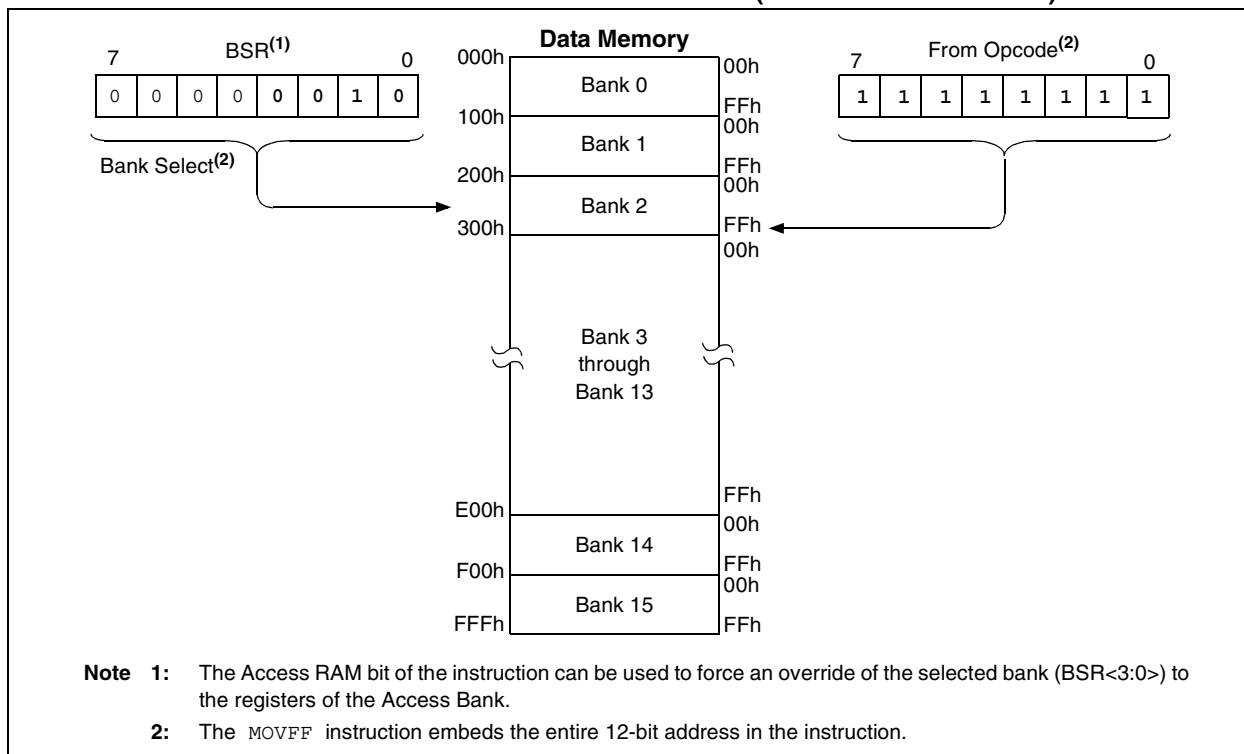 Data Memory
7 BSR(1) 0
0 0 0 0 0 0 1 0
Bank Select(2)
7 From Opcode(2) 0
1 1 1 1 1 1 1 1
000h Bank 0 00h
FFh
100h Bank 1 00h
FFh
200h Bank 2 00h
FFh
300h 00h
Bank 3
through
Bank 13
FFh
E00h Bank 14 00h
FFh
F00h Bank 15 00h
FFFh FFh
Note 1: The Access RAM bit of the instruction can be used to force an override of the selected bank (BSR<3:0>) to
the registers of the Access Bank.
2: The MOVFF instruction embeds the entire 12-bit address in the instruction.